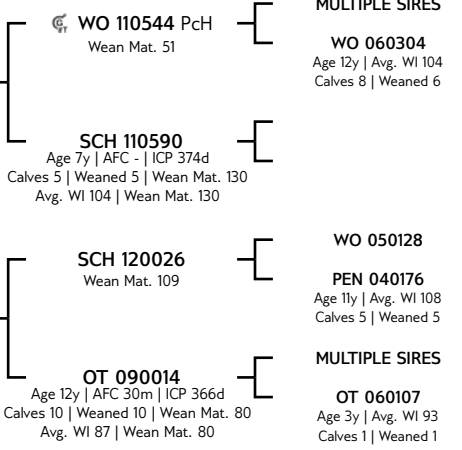 MULTIPLE SIRES
WO 110544 PcH
Wean Mat. 51
WO 060304
Age 12y | Avg. WI 104
Calves 8 | Weaned 6
SCH 110590
Age 7y | AFC - | ICP 374d
Calves 5 | Weaned 5 | Wean Mat. 130
Avg. WI 104 | Wean Mat. 130
WO 050128
SCH 120026
Wean Mat. 109
PEN 040176
Age 11y | Avg. WI 108
Calves 5 | Weaned 5
MULTIPLE SIRES
OT 090014
Age 12y | AFC 30m | ICP 366d
Calves 10 | Weaned 10 | Wean Mat. 80
Avg. WI 87 | Wean Mat. 80
OT 060107
Age 3y | Avg. WI 93
Calves 1 | Weaned 1